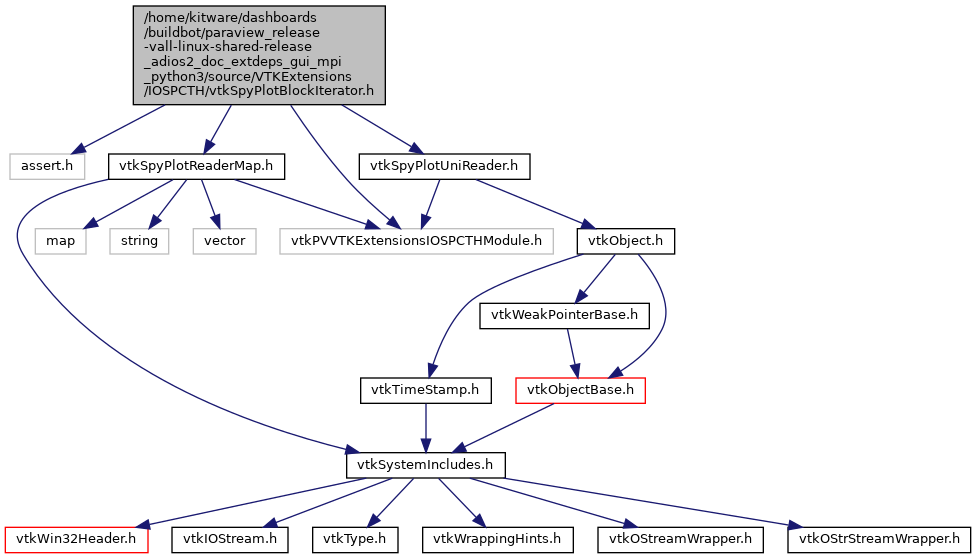 /home/kitware/dashboards
/buildbot/paraview_release
-vall-linux-shared-release
_adios2_doc_extdeps_gui_mpi
_python3/source/VTKExtensions
/IOSPCTH/vtkSpyPlotBlockIterator.h
assert.h
vtkSpyPlotReaderMap.h
vtkSpyPlotUniReader.h
map
string
vector
vtkPVVTKExtensionsIOSPCTHModule.h
vtkObject.h
vtkWeakPointerBase.h
vtkTimeStamp.h
vtkObjectBase.h
vtkSystemIncludes.h
vtkWin32Header.h
vtkIOStream.h
vtkType.h
vtkWrappingHints.h
vtkOStreamWrapper.h
vtkOStrStreamWrapper.h